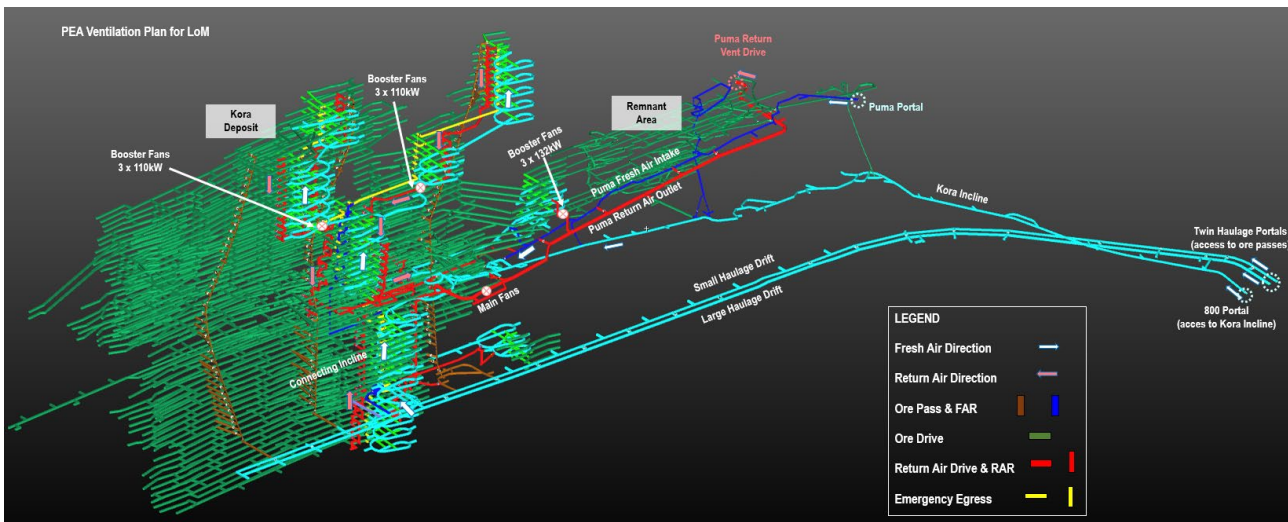 PEA Ventilation Plan for LoM
Puma Return
Vent Drive
Booster Fans
3 x 110kW
Kora
Deposit
Remnant
Area
Puma Portal
Booster Fans
3 x 132kW
Booster Fans
3 x 110kW
Puma Fresh Air Intake
Puma Return Air Outlet
Kora Incline
Twin Haulage Portals
(access to ore passes)
Main Fans
Small Haulage Drift
Large Haulage Drift
800 Portal
(acces to Kora Incline)
Connecting Incline
LEGEND
Fresh Air Direction
Return Air Direction
Ore Pass & FAR
Ore Drive
Return Air Drive & RAR
Emergency Egress